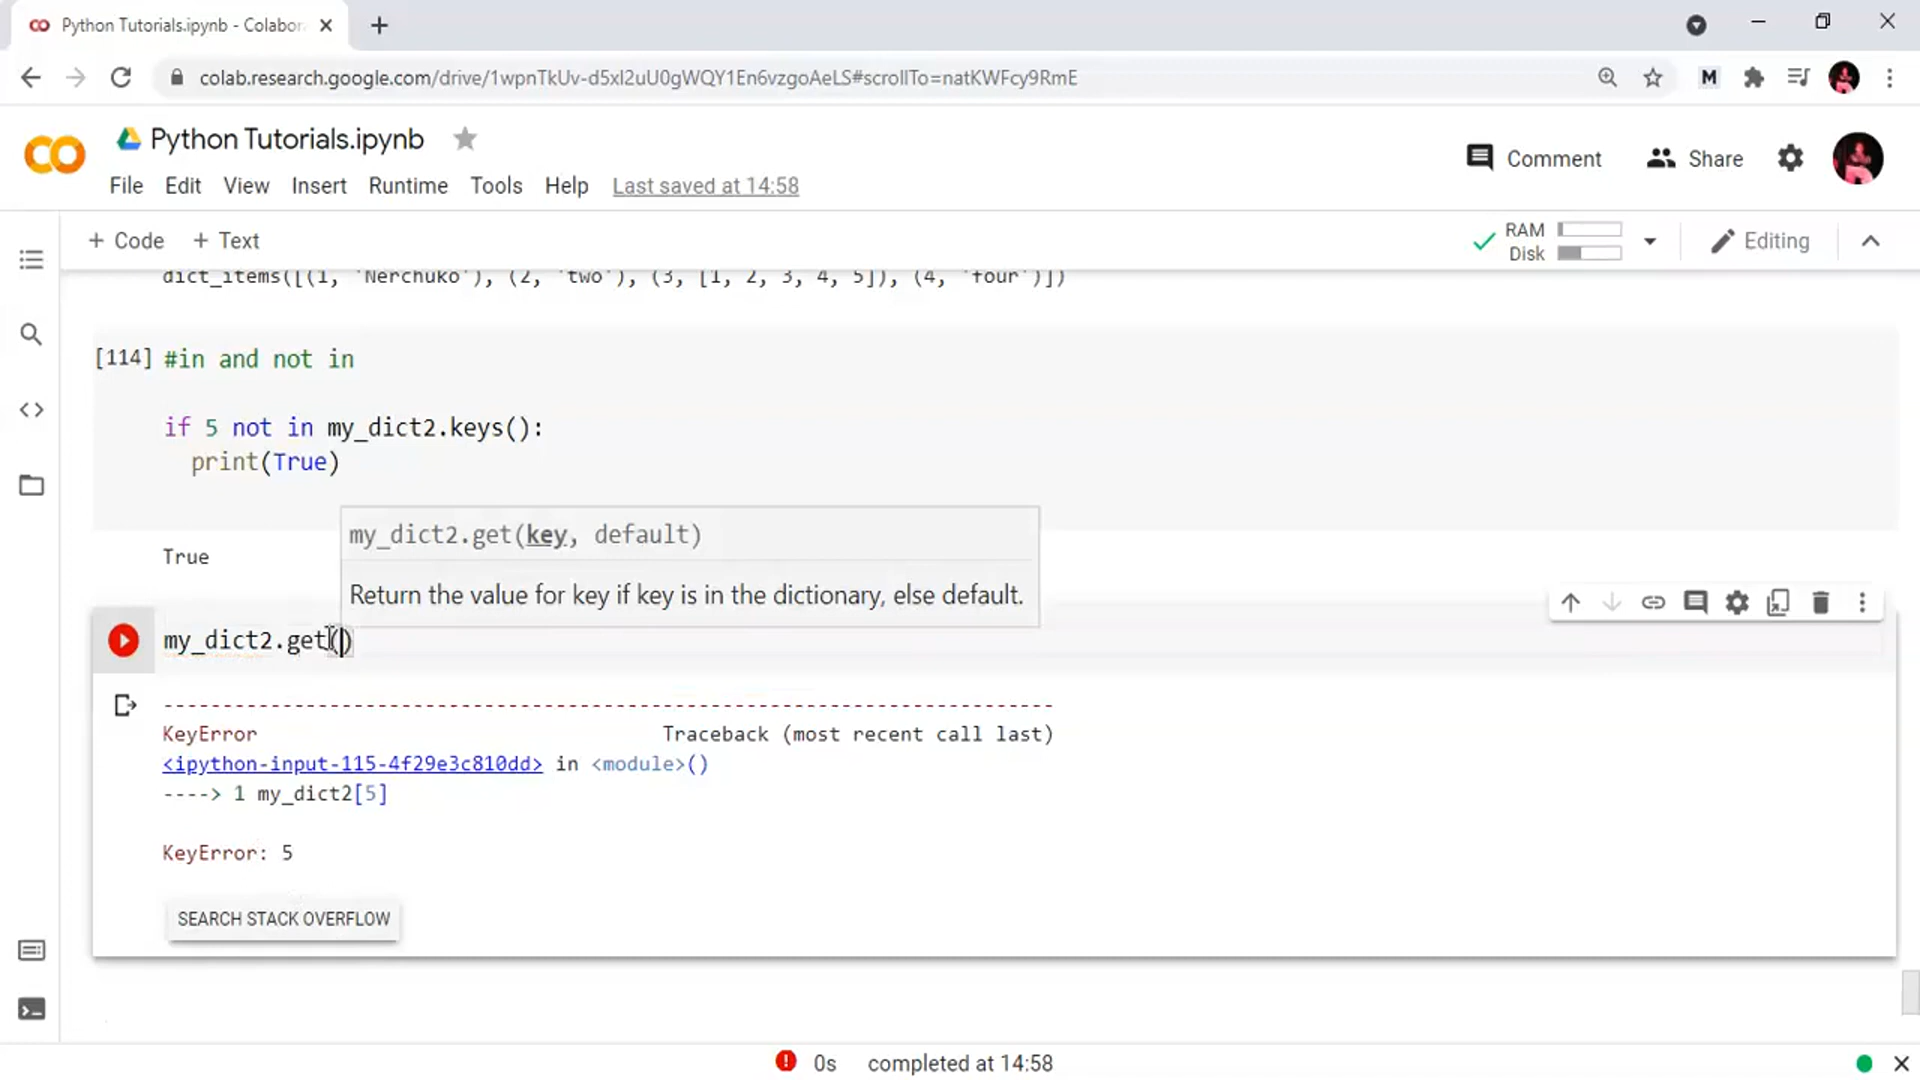 Python Tutorials.ipynb - Colabor
colab.research.google.com/drive/1wpnTkUv-d5xI2uU0gWQY1En6vzgoAeLS#scrollTo=natKWFcy9RmE
M
Python Tutorials.ipynb
Comment
Share
File Edit View Insert Runtime Tools Help Last saved at 14:58
+ Code + Text
RAM
Disk
Editing
dict_items([(1, 'Nerchuko'), (2, 'two'), (3, [1, 2, 3, 4, 5]), (4, 'four')])
[114] #in and not in
if 5 not in my_dict2.keys():
print(True)
my_dict2.get(key, default)
True
Return the value for key if key is in the dictionary, else default.
my_dict2.get()
---------------------------------------------------------------------------
KeyError Traceback (most recent call last)
<ipython-input-115-4f29e3c810dd> in <module>()
----> 1 my_dict2[5]
KeyError: 5
SEARCH STACK OVERFLOW
0s completed at 14:58